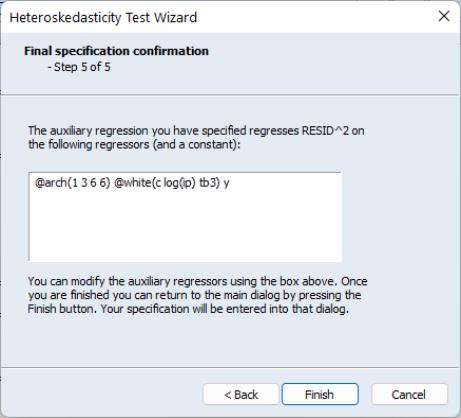 Heteroskedasticity Test Wizard
Final specification confirmation
- Step 5 of 5
The auxiliary regression you have specified regresses RESID^2 on
the following regressors (and a constant):
@arch(1 3 6 6) @white(c log(ip) tb3) y
You can modify the auxiliary regressors using the box above. Once
you are finished you can return to the main dialog by pressing the
Finish button. Your specification will be entered into that dialog.
< Back
Finish
Cancel